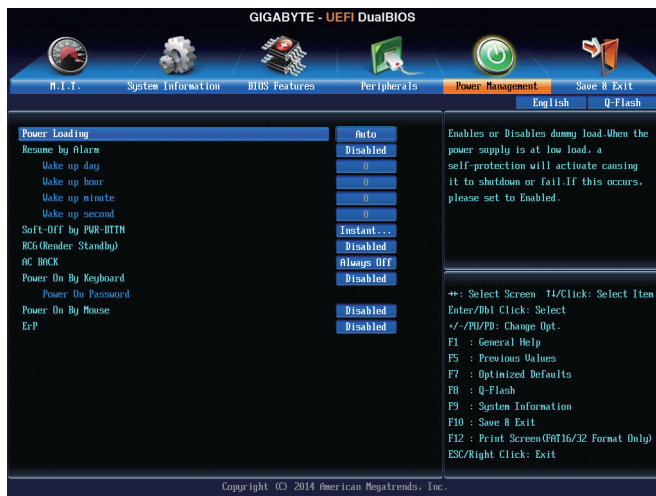 GIGABYTE - UEFI DualBIOS
M.I.T. System Information BIOS Features Peripherals Power Management Save & Exit
English Q-Flash
Power Loading Auto
Resume by Alarm Disabled
Wake up day 0
Wake up hour 0
Wake up minute 0
Wake up second 0
Soft-Off by PWR-BTTN Instant...
RC6(Render Standby) Disabled
AC BACK Always Off
Power On By Keyboard Disabled
Power On Password
Power On By Mouse Disabled
ErP Disabled
Enables or Disables dummy load.When the
power supply is at low load, a
self-protection will activate causing
it to shutdown or fail.If this occurs,
please set to Enabled.
→←: Select Screen ↑↓/Click: Select Item
Enter/Dbl Click: Select
+/-/PU/PD: Change Opt.
F1 : General Help
F5 : Previous Values
F7 : Optimized Defaults
F8 : Q-Flash
F9 : System Information
F10 : Save & Exit
F12 : Print Screen(FAT16/32 Format Only)
ESC/Right Click: Exit
Copyright (C) 2014 American Megatrends, Inc.